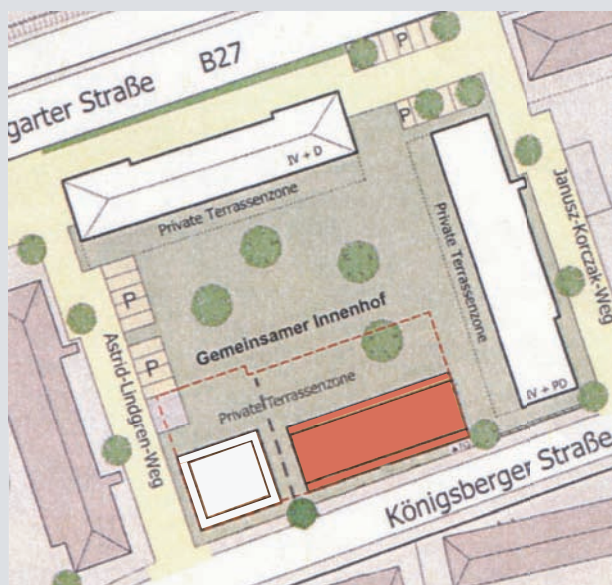 B27
garter Straße
P
P
IV + D
Private Terrassenzone
Private Terrassenzone
Janusz-Korczak-Weg
P
P
Astrid-Lindgren-Weg
Gemeinsamer Innenhof
Private Terrassenzone
IV + PD
Königsberger Straße